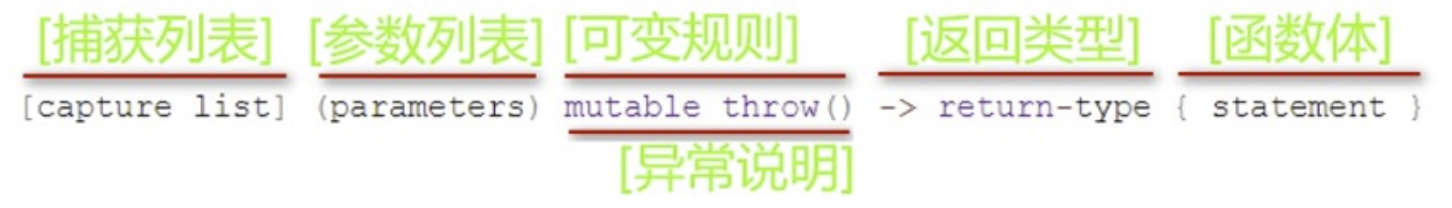 [捕获列表] [参数列表] [可变规则] [返回类型] [函数体]
[capture list] (parameters) mutable throw() -> return-type { statement }
[异常说明]